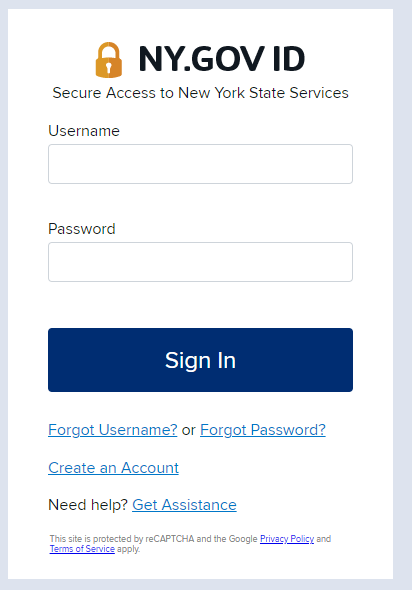 NY.GOV ID
Secure Access to New York State Services
Username
Password
Sign In
Forgot Username? or Forgot Password?
Create an Account
Need help? Get Assistance
This site is protected by reCAPTCHA and the Google Privacy Policy and
Terms of Service apply.